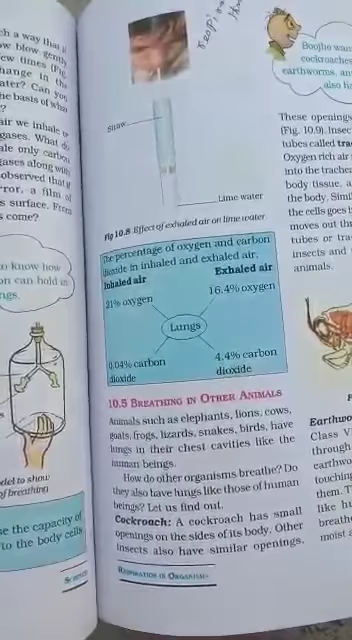 ch a way that
blow gently
ew times (Fig.
hange in the
ater? Can you
he basis of wha
?
air we inhale
gases. What
ale only carbon
gases along with
observed that
ror, a film of
s surface. From
s come?
to know how
on can hold in
ngs.
del to show
of breathing
se the capacity of
to the body cells
SCIENCE
Straw
Lime water
Fig 10.8 Effect of exhaled air on lime water
The percentage of oxygen and carbon
dioxide in inhaled and exhaled air.
Inhaled air
Exhaled air
21% oxygen
16.4% oxygen
Lungs
0.04% carbon
dioxide
4.4% carbon
dioxide
10.5 BREATHING IN OTHER ANIMALS
Animals such as elephants, lions, cows,
goats, frogs, lizards, snakes, birds, have
lungs in their chest cavities like the
human beings.
How do other organisms breathe? Do
they also have lungs like those of human
beings? Let us find out.
Cockroach: A cockroach has small
openings on the sides of its body. Other
insects also have similar openings.
RESPIRATION IN ORGANISMS
Boojho wan
cockroaches
earthworms, an
also ha
These openings
(Fig. 10.9). Insec
tubes called tra
Oxygen rich air
into the trachea
body tissue, a
the body. Simil
the cells goes
moves out th
tubes or tra
insects and
animals.
F
Earthwo
Class V
through
earthwo
touching
them. T
like hu
breathe
moist a